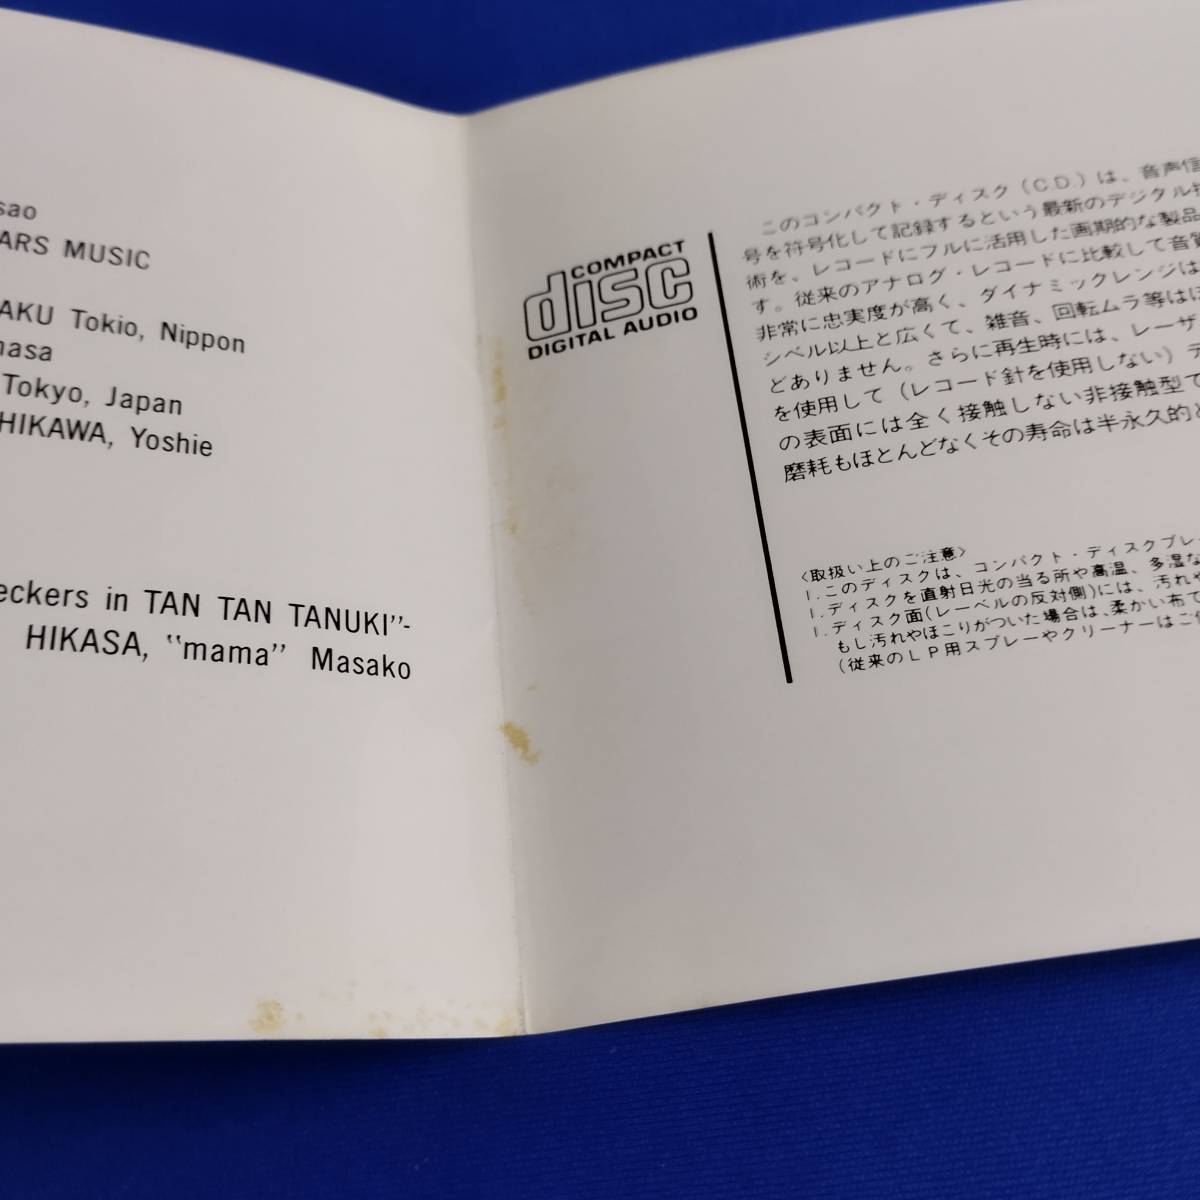 sao
ARS MUSIC
AKU Tokio, Nippon
masa
Tokyo, Japan
HIKAWA, Yoshie
eckers in TAN TAN TANUKI"-
HIKASA, "mama" Masako
COMPACT
disc
DIGITAL AUDIO
このコンパクト・ディスク(C.D.)は、音声信
号を符号化して記録するという最新のデジタル技
術を、レコードにフルに活用した画期的な製品
す。従来のアナログ・レコードに比較して音質
非常に忠実度が高く、ダイナミックレンジは
シベル以上と広くて、雑音、回転ムラ等はほ
どありません。さらに再生時には、レーザ
を使用して(レコード針を使用しない)デ
の表面には全く接触しない非接触型で
磨耗もほとんどなくその寿命は半永久的と
〈取扱い上のご注意〉
1.このディスクは、コンパクト・ディスクプレー
1.ディスクを直射日光の当る所や高温、多湿な
1.ディスク面(レーベルの反対側)には、汚れや
もし汚れやほこりがついた場合は、柔かい布で
(従来のLP用スプレーやクリーナーはご使